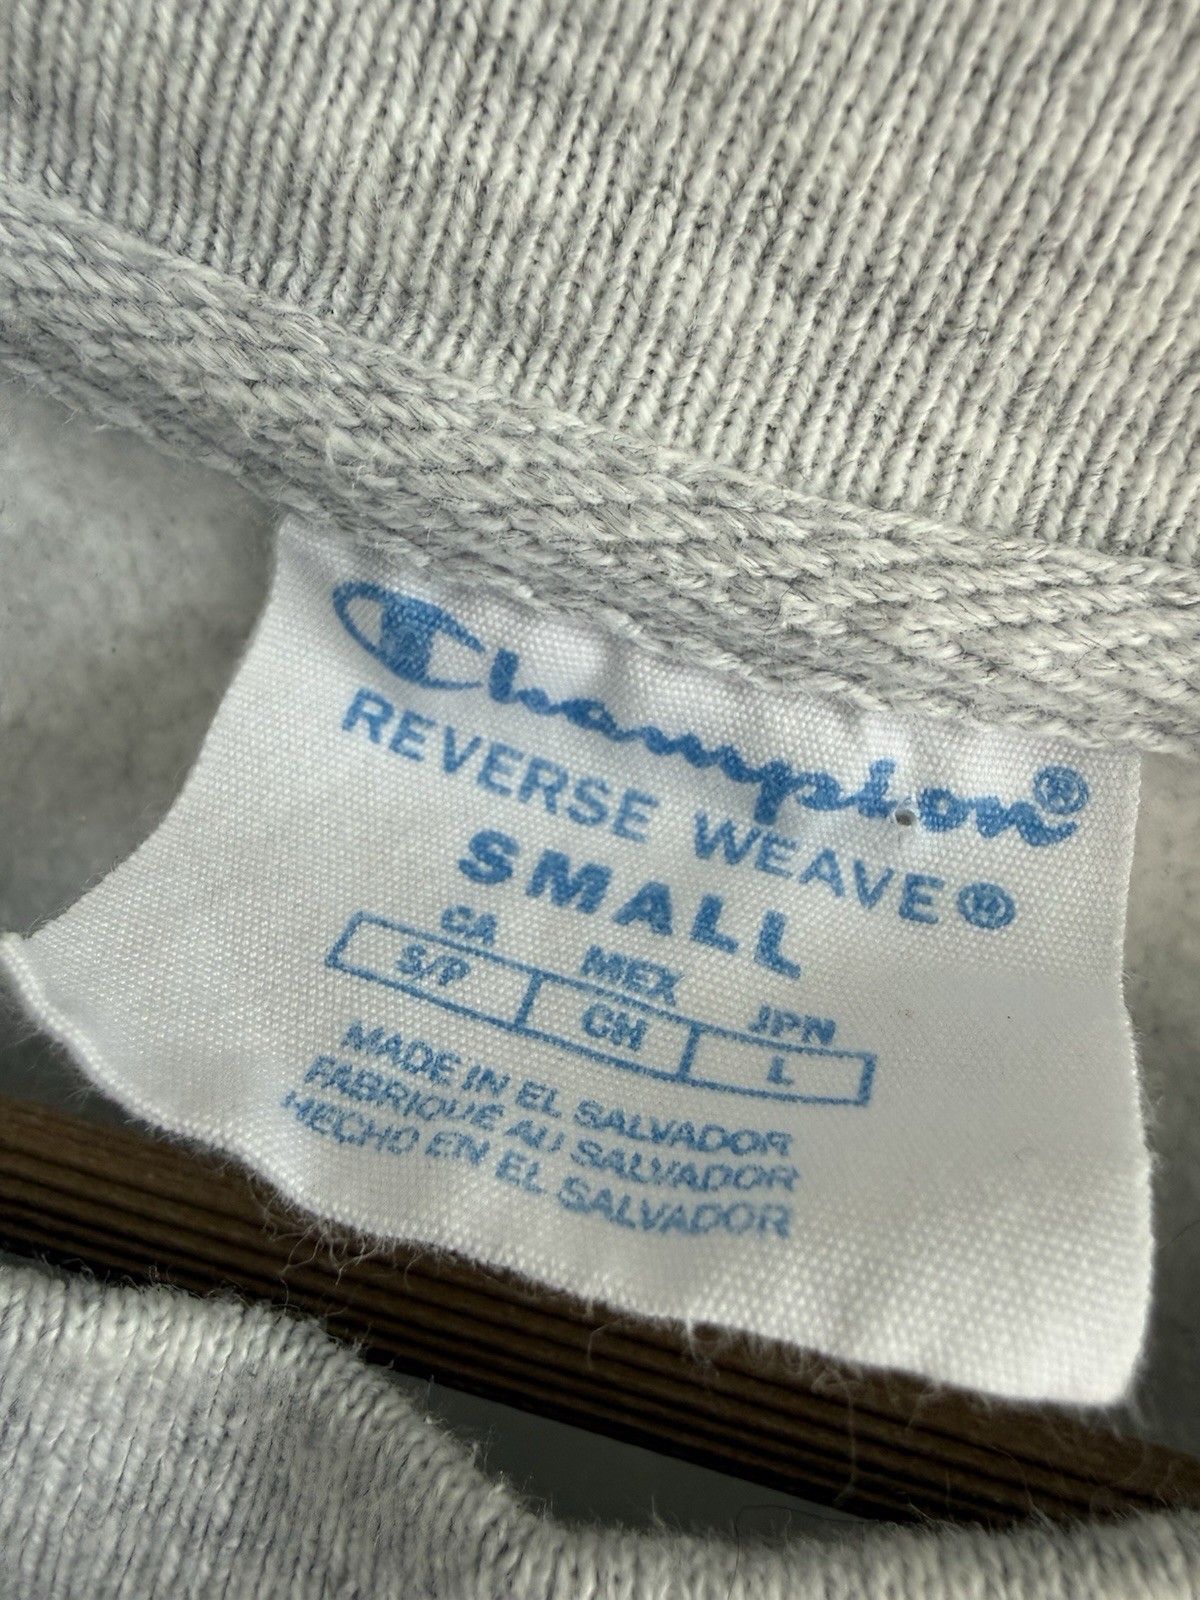 Champion®
REVERSE WEAVE®
SMALL
CA MEX JPN
S/P CH L
MADE IN EL SALVADOR
FABRIQUÉ AU SALVADOR
HECHO EN EL SALVADOR